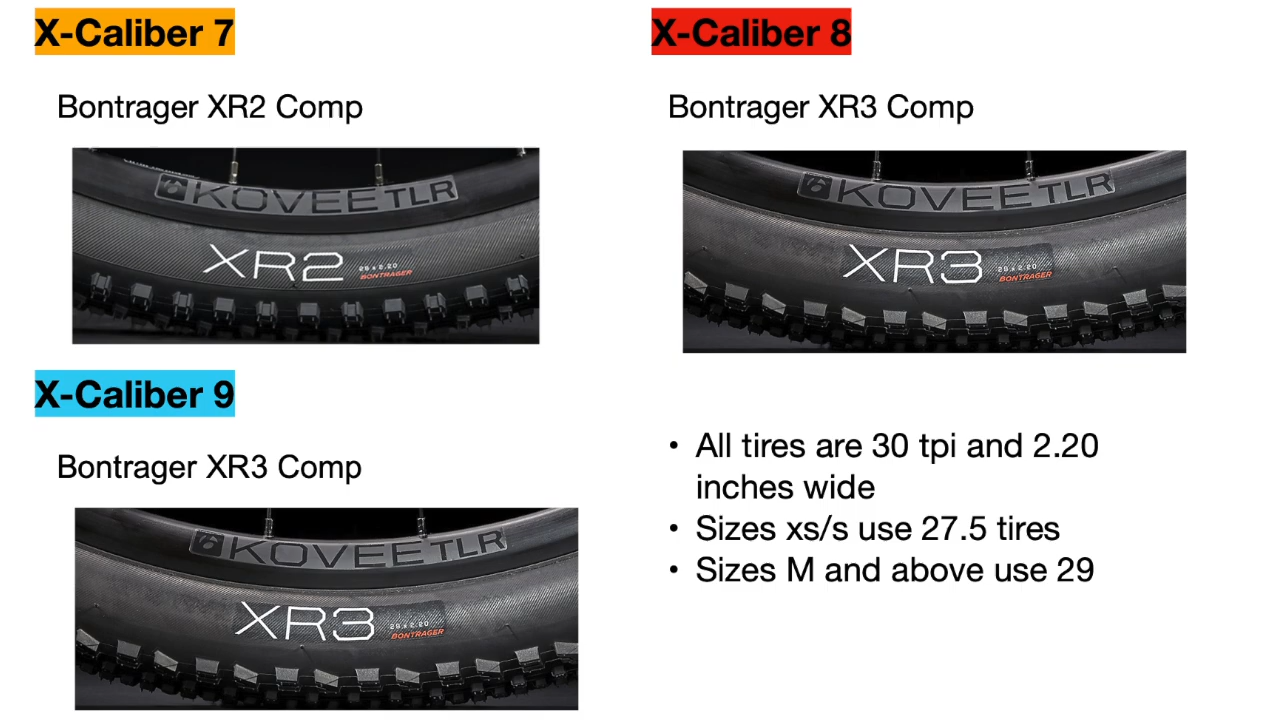 X-Caliber 7
Bontrager XR2 Comp
KOVEE TLR
XR2 29 x 2.20
BONTRAGER
X-Caliber 8
Bontrager XR3 Comp
KOVEE TLR
XR3 29 x 2.20
BONTRAGER
X-Caliber 9
Bontrager XR3 Comp
KOVEE TLR
XR3 29 x 2.20
BONTRAGER
• All tires are 30 tpi and 2.20
inches wide
• Sizes xs/s use 27.5 tires
• Sizes M and above use 29